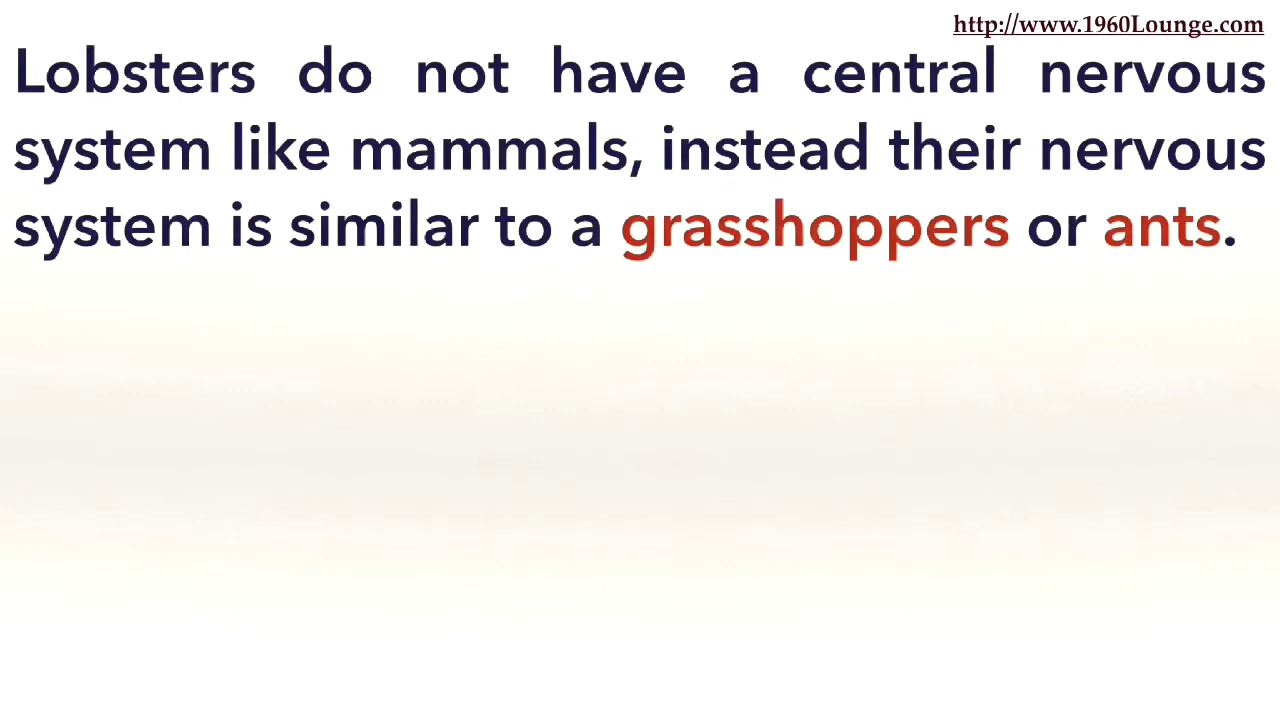 http://www.1960Lounge.com
Lobsters do not have a central nervous
system like mammals, instead their nervous
system is similar to a grasshoppers or ants.